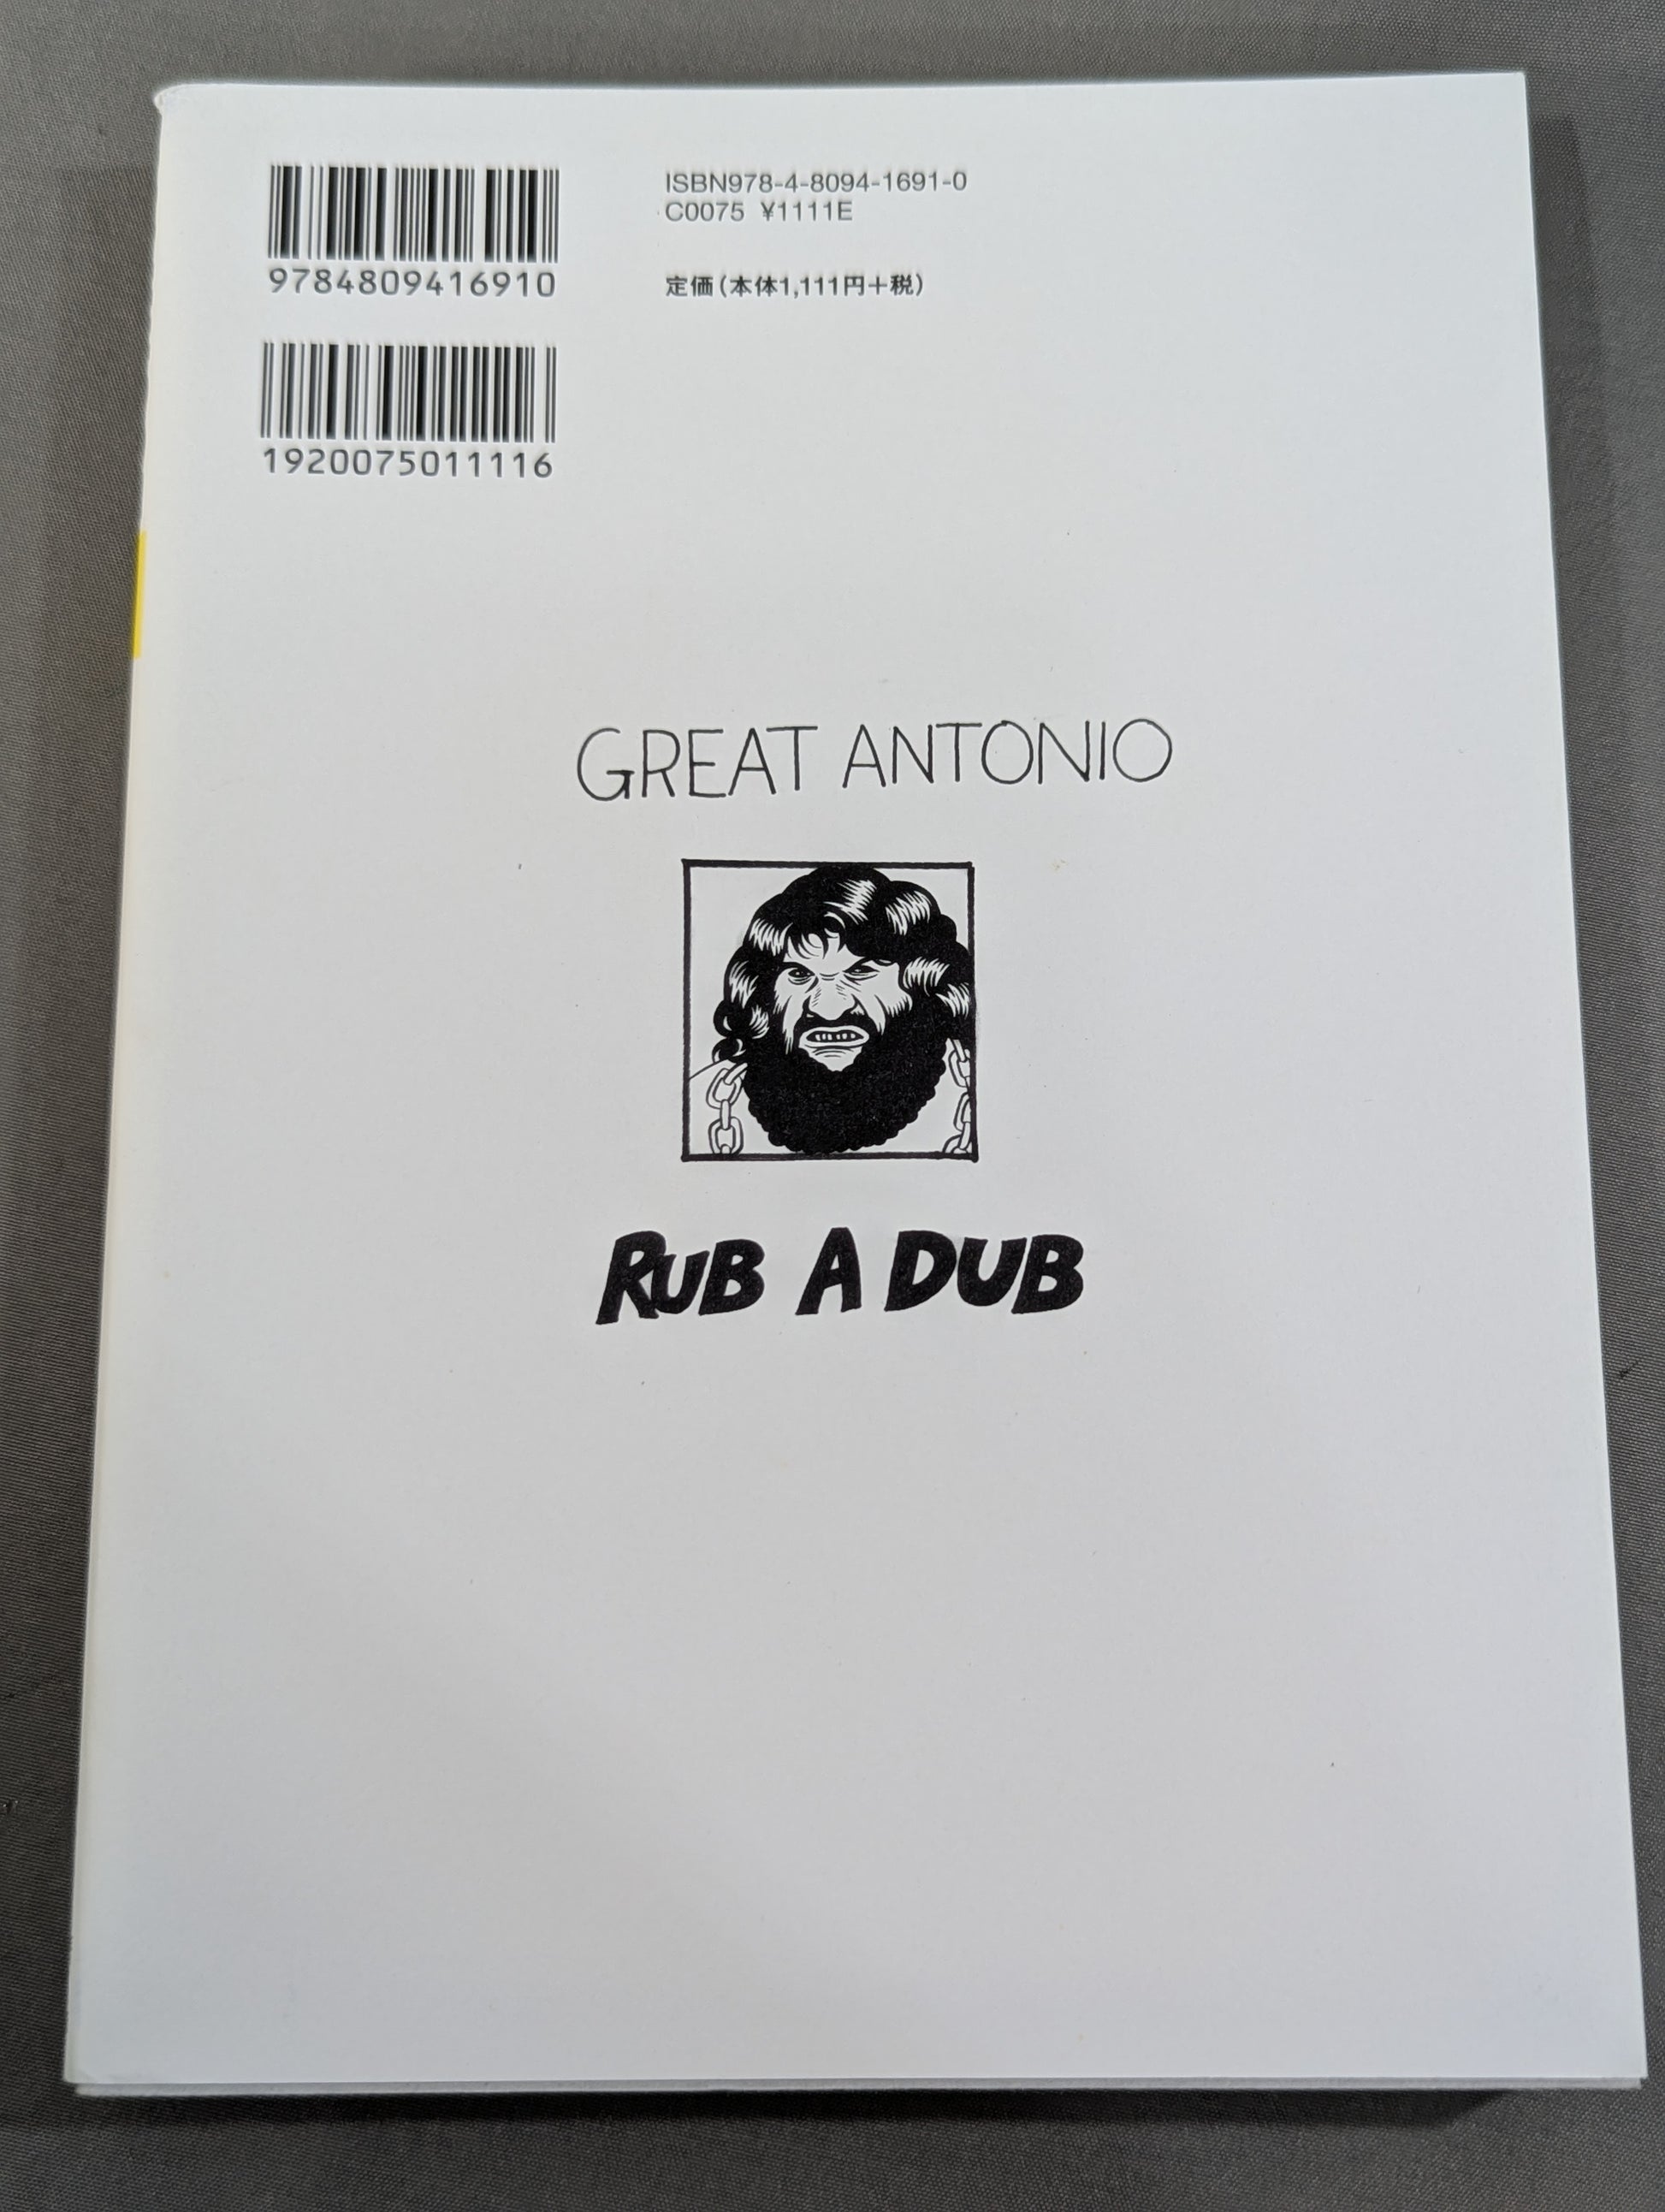 9784809416910
1920075011116
ISBN978-4-8094-1691-0
C0075 ¥1111E
定価(本体1,111円+税)
GREAT ANTONIO
RUB A DUB